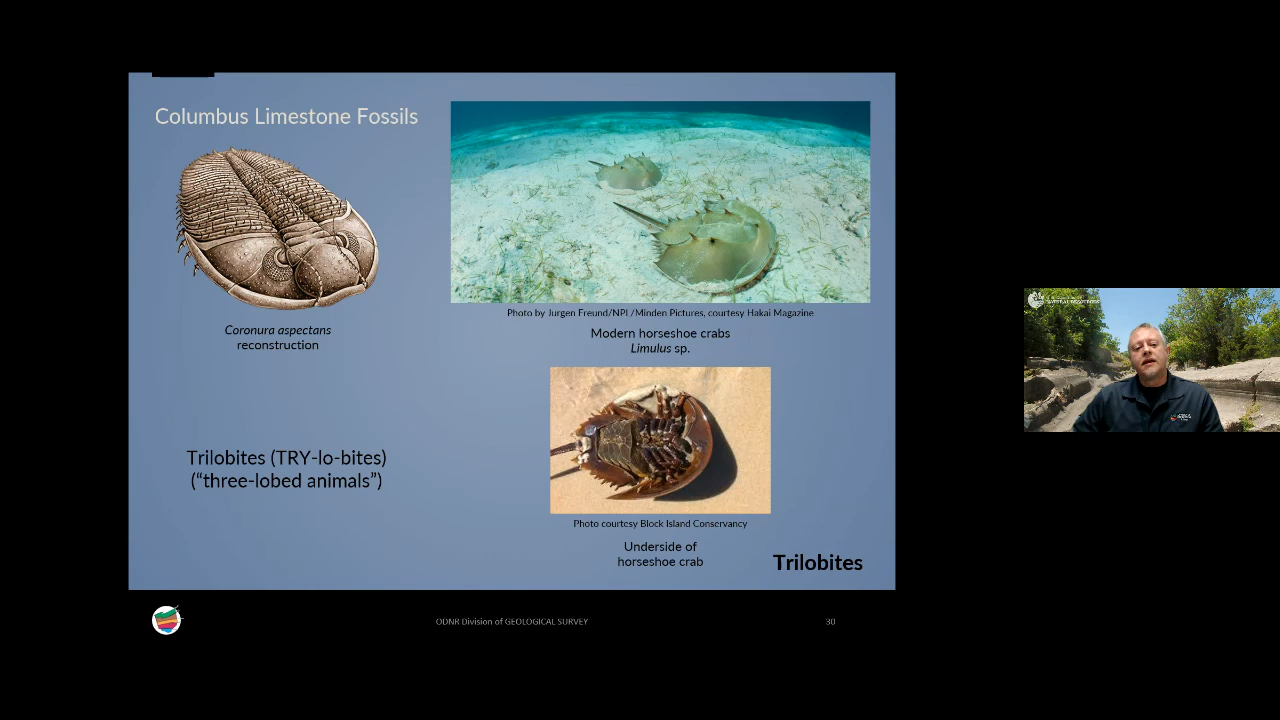 Columbus Limestone Fossils
Coronura aspectans
reconstruction
Trilobites (TRY-lo-bites)
(“three-lobed animals”)
Photo by Jurgen Freund/NPL/Minden Pictures, courtesy Hakai Magazine
Modern horseshoe crabs
Limulus sp.
Photo courtesy Block Island Conservancy
Underside of
horseshoe crab
Trilobites
ODNR Division of GEOLOGICAL SURVEY
30